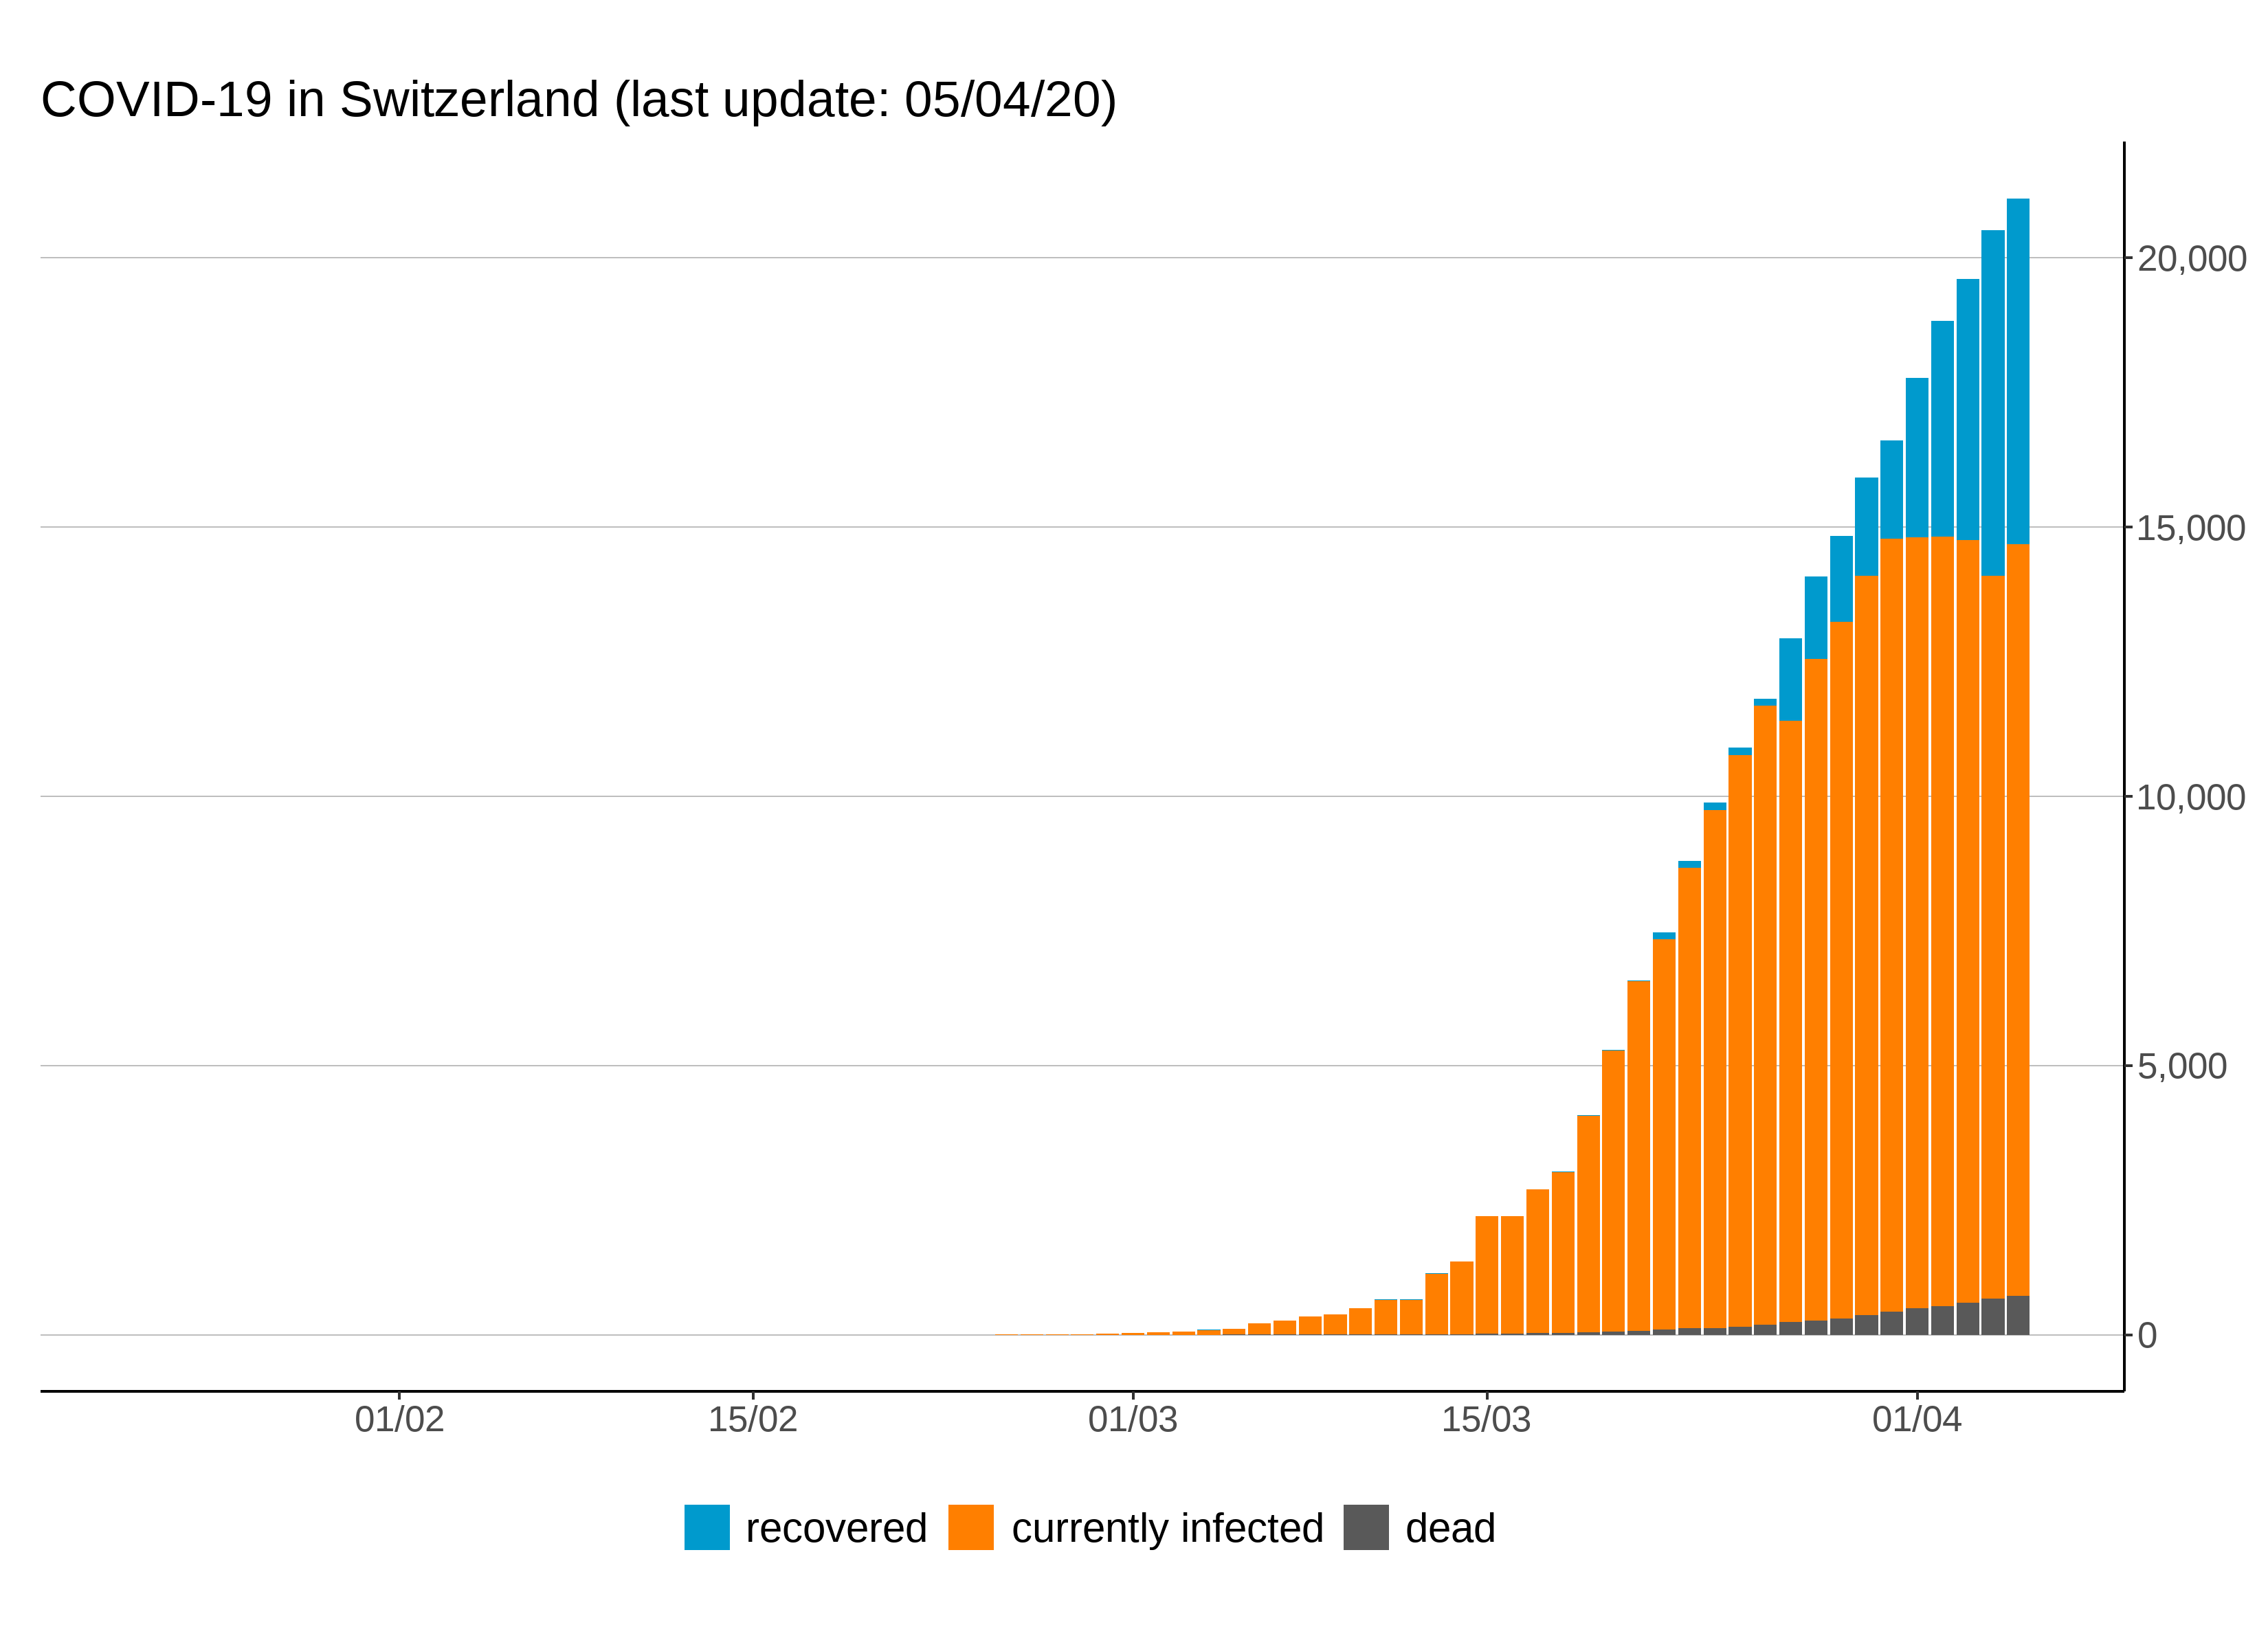 COVID-19 in Switzerland (last update: 05/04/20)
20,000
15,000
10,000
5,000
0
01/02 15/02 01/03 15/03 01/04
recovered currently infected dead